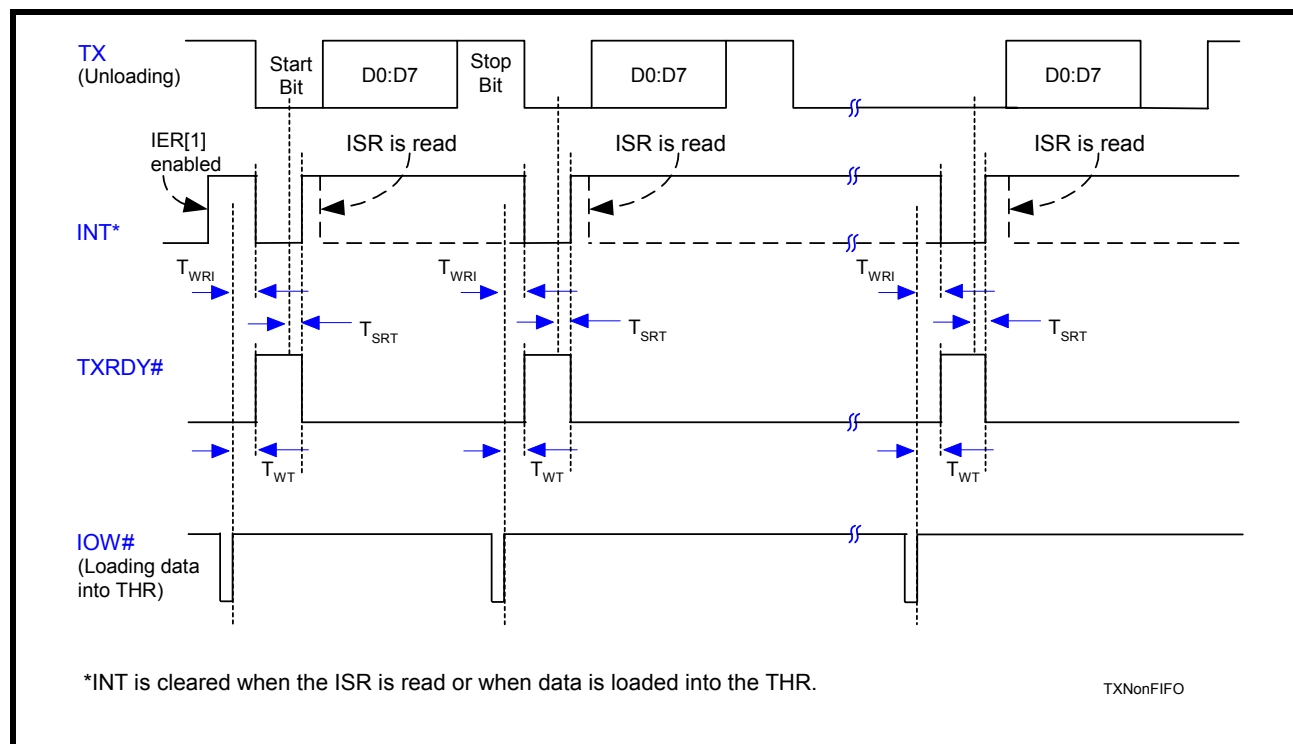 TX
(Unloading)
Start
Bit
D0:D7
Stop
Bit
D0:D7
D0:D7
IER[1]
enabled
ISR is read
ISR is read
ISR is read
INT*
TWRI
TWRI
TWRI
TSRT
TSRT
TSRT
TXRDY#
TWT
TWT
TWT
IOW#
(Loading data
into THR)
*INT is cleared when the ISR is read or when data is loaded into the THR.
TXNonFIFO